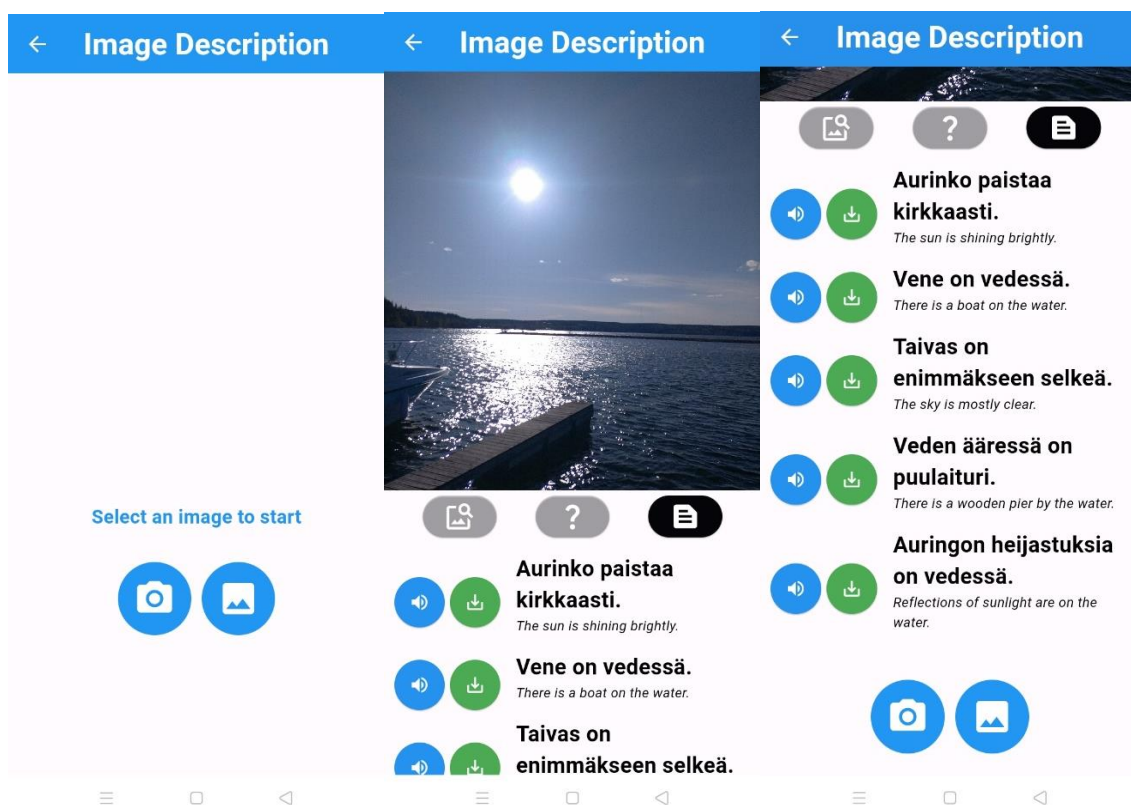 Image Description
Select an image to start
Image Description
Aurinko paistaa
kirkkaasti.
The sun is shining brightly.
Vene on vedessä.
There is a boat on the water.
Taivas on
enimmäkseen selkeä.
Image Description
?
Aurinko paistaa
kirkkaasti.
The sun is shining brightly.
Vene on vedessä.
There is a boat on the water.
Taivas on
enimmäkseen selkeä.
The sky is mostly clear.
Veden ääressä on
puulaituri.
There is a wooden pier by the water.
Auringon heijastuksia
on vedessä.
Reflections of sunlight are on the
water.